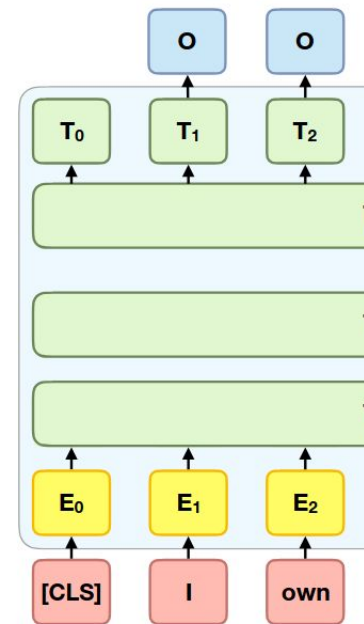 O O
T₀ T₁ T₂
E₀ E₁ E₂
[CLS] I own